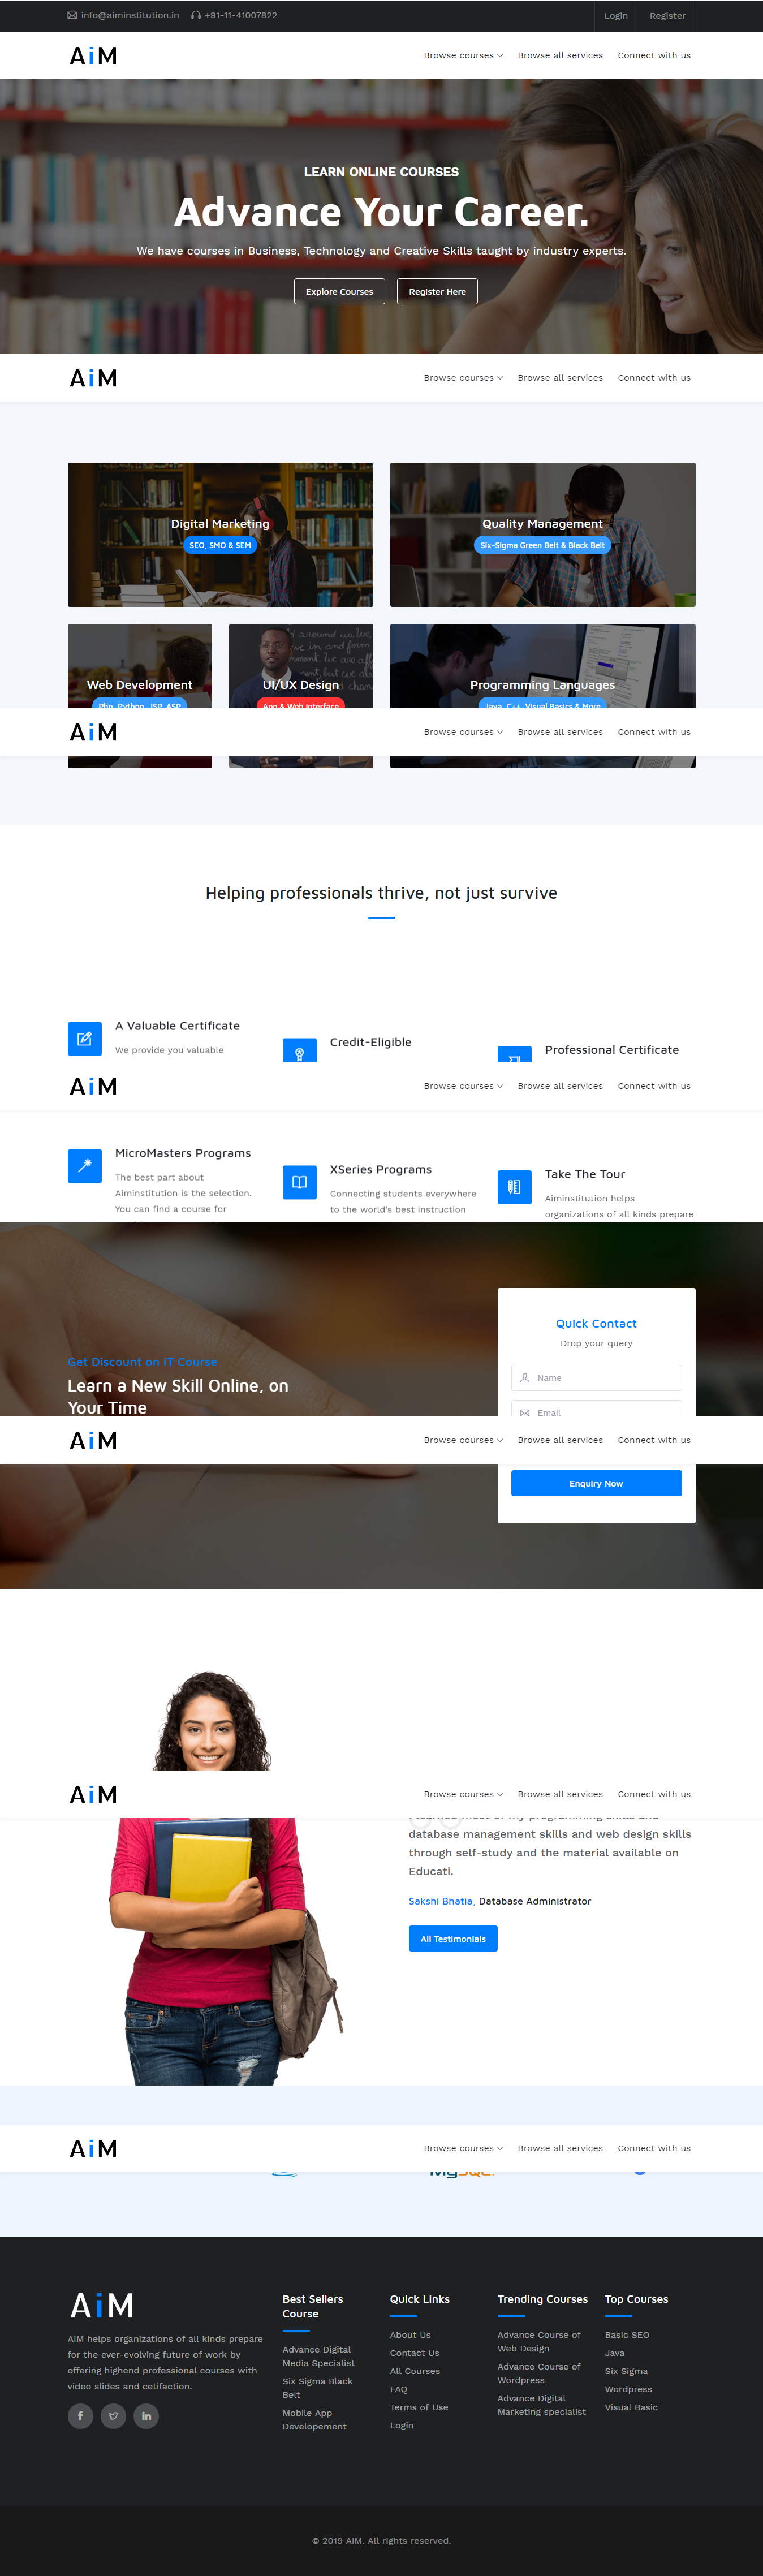 info@aiminstitution.in +91-11-41007822 Login Register
AiM Browse courses Browse all services Connect with us
LEARN ONLINE COURSES
Advance Your Career.
We have courses in Business, Technology and Creative Skills taught by industry experts.
Explore Courses Register Here
AiM Browse courses Browse all services Connect with us
Digital Marketing
SEO, SMO & SEM
Quality Management
Six-Sigma Green Belt & Black Belt
Web Development
Php, Python, JSP, ASP
UI/UX Design
App & Web Interface
Programming Languages
Java, C++, Visual Basics & More
AiM Browse courses Browse all services Connect with us
Helping professionals thrive, not just survive
A Valuable Certificate
We provide you valuable
Credit-Eligible
Professional Certificate
AiM Browse courses Browse all services Connect with us
MicroMasters Programs
The best part about
Aiminstitution is the selection.
You can find a course for
XSeries Programs
Connecting students everywhere
to the world's best instruction
Take The Tour
Aiminstitution helps
organizations of all kinds prepare
Get Discount on IT Course
Learn a New Skill Online, on
Your Time
Quick Contact
Drop your query
Name
Email
AiM Browse courses Browse all services Connect with us
Enquiry Now
AiM Browse courses Browse all services Connect with us
database management skills and web design skills
through self-study and the material available on
Educati.
Sakshi Bhatia, Database Administrator
All Testimonials
AiM Browse courses Browse all services Connect with us
MySQL
AiM
AIM helps organizations of all kinds prepare
for the ever-evolving future of work by
offering highend professional courses with
video slides and cetification.
Best Sellers
Course
Advance Digital
Media Specialist
Six Sigma Black
Belt
Mobile App
Developement
Quick Links
About Us
Contact Us
All Courses
FAQ
Terms of Use
Login
Trending Courses
Advance Course of
Web Design
Advance Course of
Wordpress
Advance Digital
Marketing specialist
Top Courses
Basic SEO
Java
Six Sigma
Wordpress
Visual Basic
© 2019 AIM. All rights reserved.